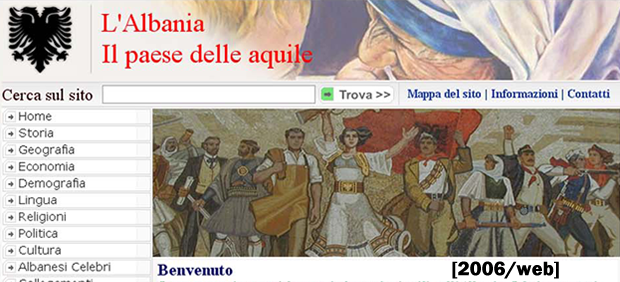 L'Albania
Il paese delle aquile
Cerca sul sito
Trova >>
Mappa del sito | Informazioni | Contatti
Home
Storia
Geografia
Economia
Demografia
Lingua
Religioni
Politica
Cultura
Albanesi Celebri
Benvenuto
[2006/web]